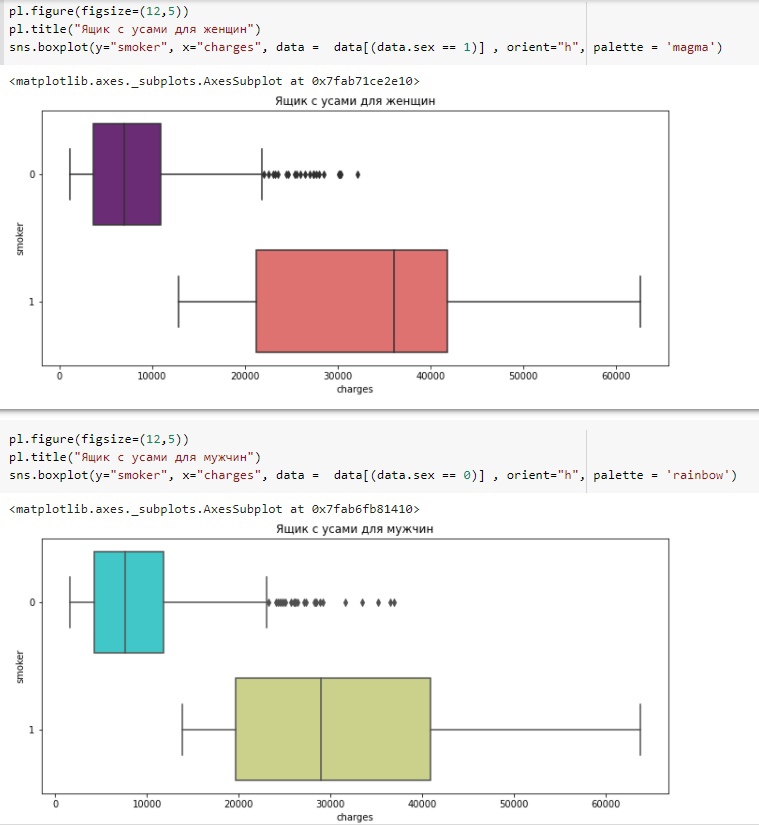 pl.figure(figsize=(12,5))
pl.title("Ящик с усами для женщин")
sns.boxplot(y="smoker", x="charges", data =  data[(data.sex == 1)] , orient="h", palette = 'magma')
<matplotlib.axes._subplots.AxesSubplot at 0x7fab71ce2e10>
Ящик с усами для женщин
0
smoker
1
0 10000 20000 30000 40000 50000 60000
charges
pl.figure(figsize=(12,5))
pl.title("Ящик с усами для мужчин")
sns.boxplot(y="smoker", x="charges", data =  data[(data.sex == 0)] , orient="h", palette = 'rainbow')
<matplotlib.axes._subplots.AxesSubplot at 0x7fab6fb81410>
Ящик с усами для мужчин
0
smoker
1
0 10000 20000 30000 40000 50000 60000
charges